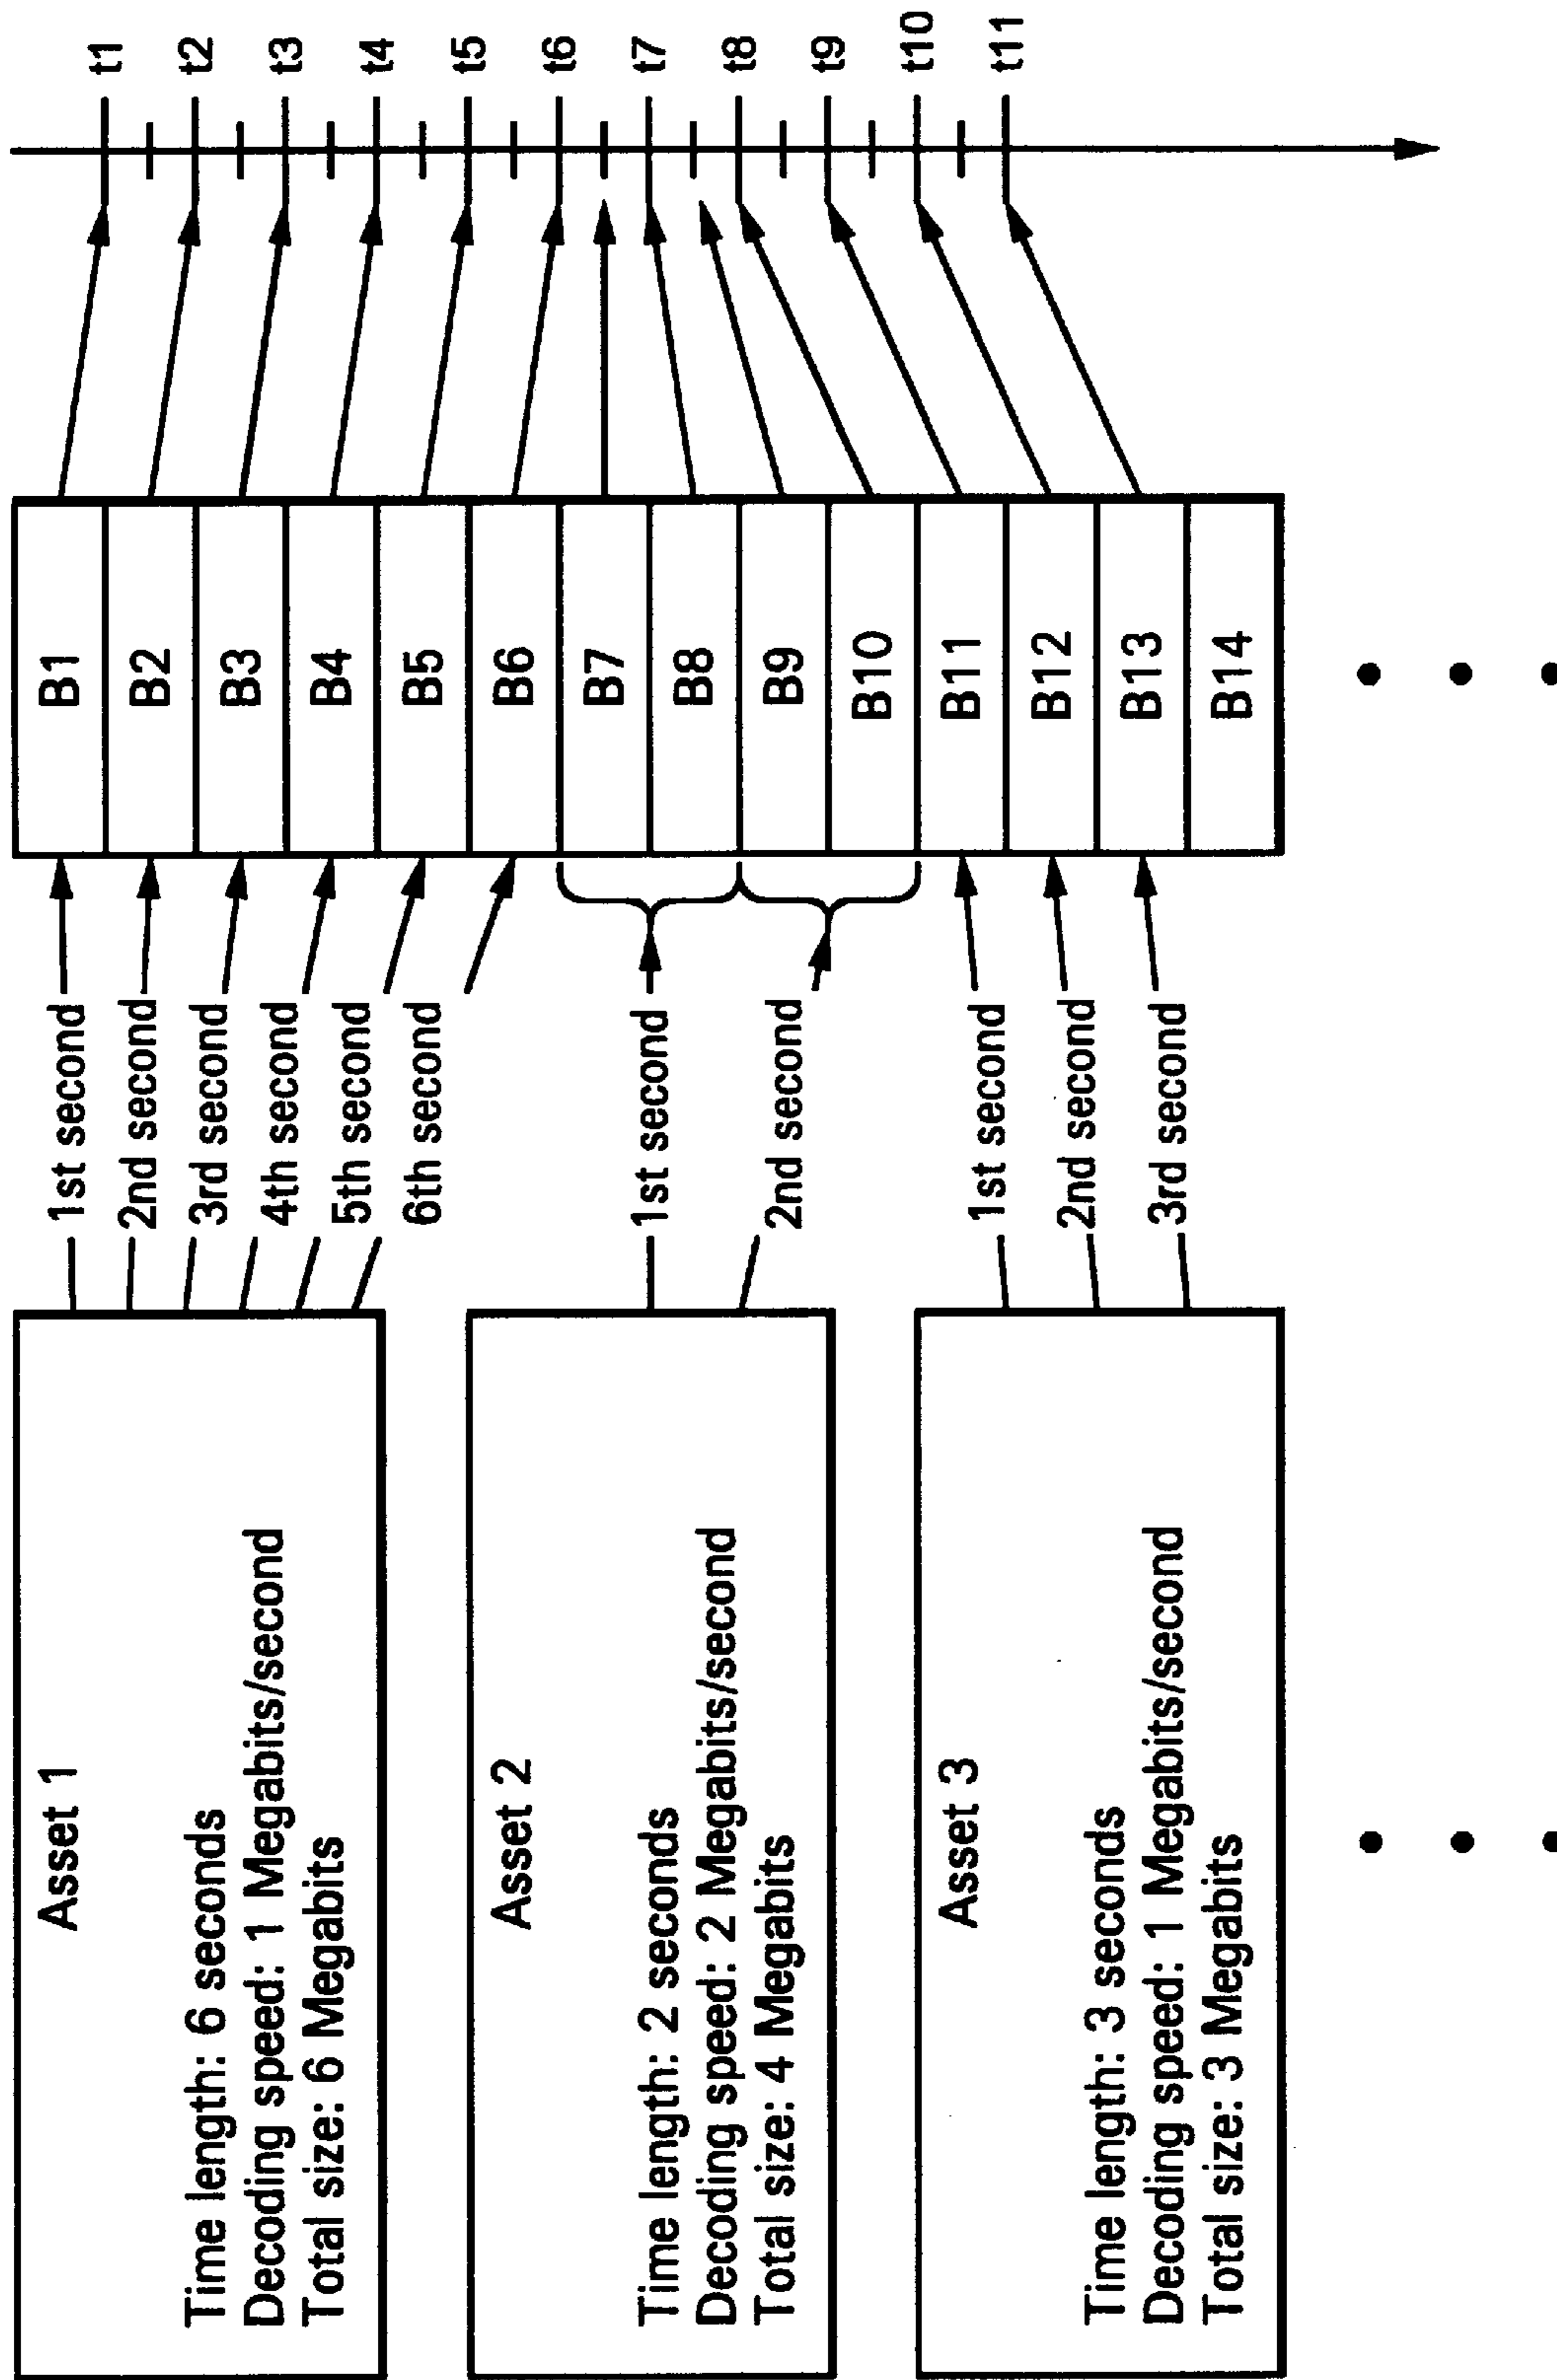 Asset 1
Time length: 6 seconds
Decoding speed: 1 Megabits/second
Total size: 6 Megabits
1st second
2nd second
3rd second
4th second
5th second
6th second
Asset 2
Time length: 2 seconds
Decoding speed: 2 Megabits/second
Total size: 4 Megabits
1st second
2nd second
Asset 3
Time length: 3 seconds
Decoding speed: 1 Megabits/second
Total size: 3 Megabits
1st second
2nd second
3rd second
B1
B2
B3
B4
B5
B6
B7
B8
B9
B10
B11
B12
B13
B14
t1
t2
t3
t4
t5
t6
t7
t8
t9
t10
t11